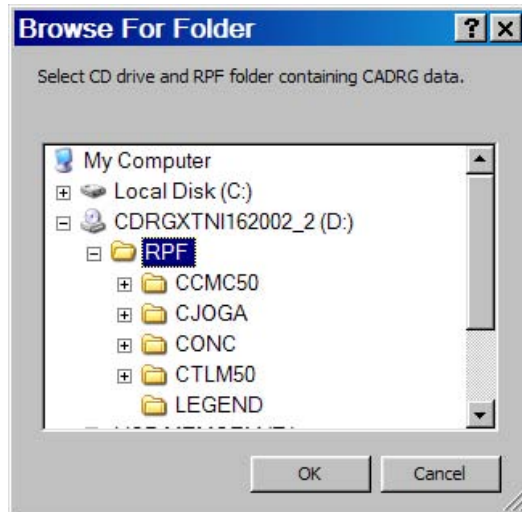 Browse For Folder
Select CD drive and RPF folder containing CADRG data.
My Computer
Local Disk (C:)
CDRGXTNI162002_2 (D:)
RPF
CCMC50
CJOGA
CONC
CTLM50
LEGEND
OK Cancel